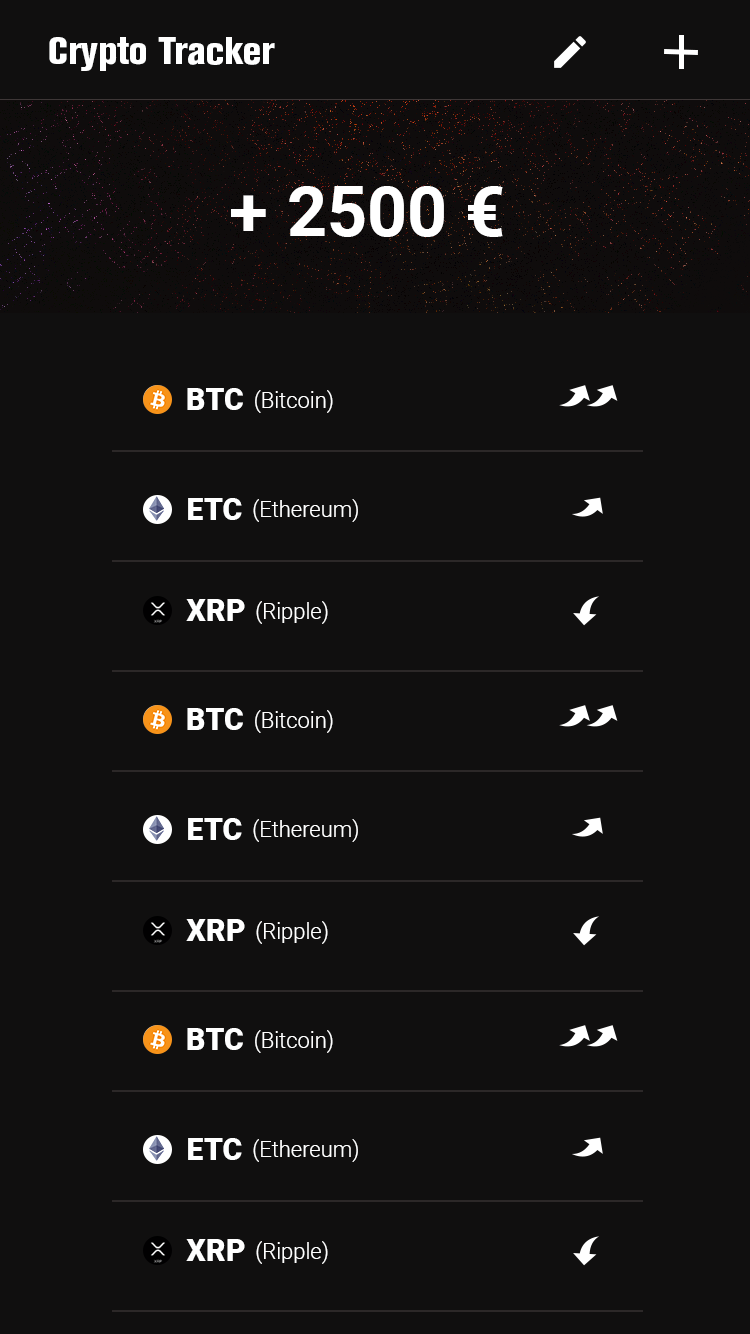 Crypto Tracker
+ 2500 €
BTC (Bitcoin)
ETC (Ethereum)
XRP (Ripple)
BTC (Bitcoin)
ETC (Ethereum)
XRP (Ripple)
BTC (Bitcoin)
ETC (Ethereum)
XRP (Ripple)